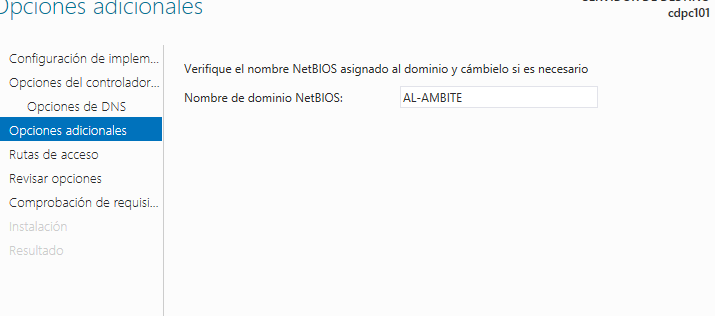 Opciones adicionales
cdpc101
Configuración de implem...
Opciones del controlador...
Opciones de DNS
Opciones adicionales
Rutas de acceso
Revisar opciones
Comprobación de requisi...
Instalación
Resultado
Verifique el nombre NetBIOS asignado al dominio y cámbielo si es necesario
Nombre de dominio NetBIOS: AL-AMBITE